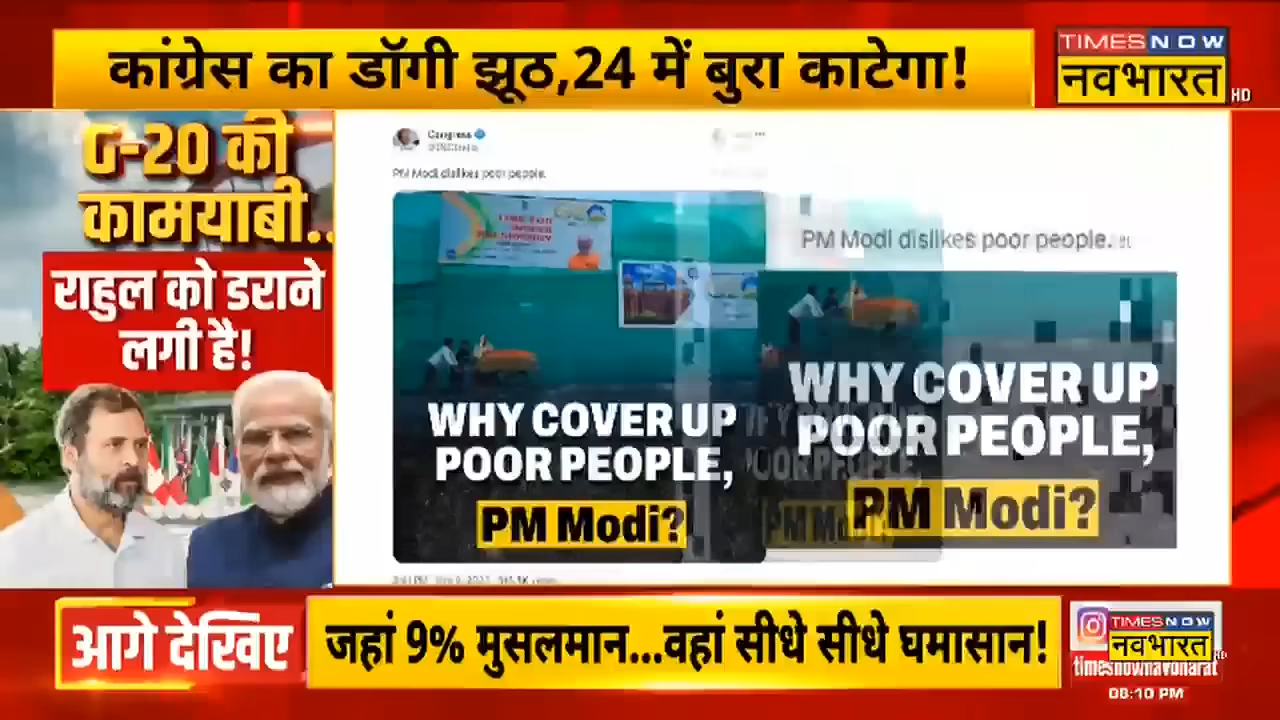 कांग्रेस का डॉगी झूठ,24 में बुरा काटेगा!
TIMES NOW
नवभारत
HD
G-20 की
कामयाबी..
राहुल को डराने
लगी है!
Congress
PM Modi dislikes poor people.
WHY COVER UP
POOR PEOPLE,
PM Modi?
PM Modi dislikes poor people.
WHY COVER UP
POOR PEOPLE,
PM Modi?
आगे देखिए
जहां 9% मुसलमान...वहां सीधे सीधे घमासान!
TIMES NOW
नवभारत
timesnownavbharat
08:10 PM